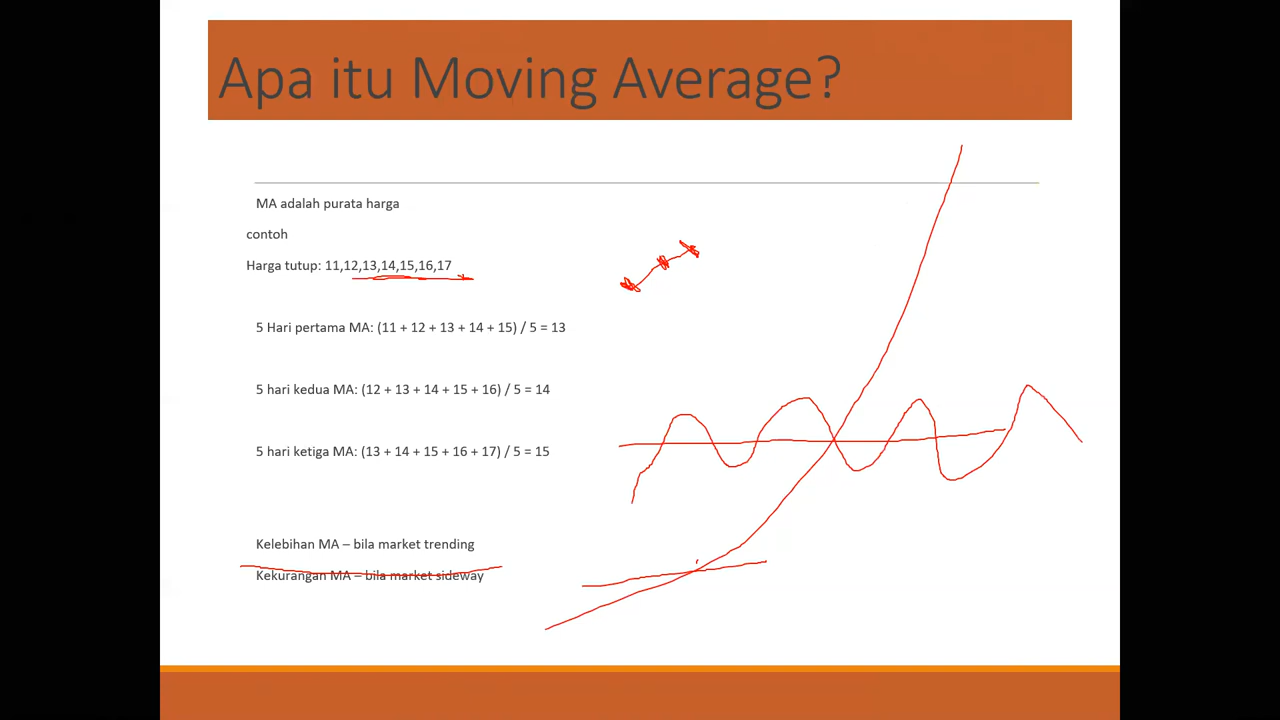 Apa itu Moving Average?
MA adalah purata harga
contoh
Harga tutup: 11,12,13,14,15,16,17
5 Hari pertama MA: (11 + 12 + 13 + 14 + 15) / 5 = 13
5 hari kedua MA: (12 + 13 + 14 + 15 + 16) / 5 = 14
5 hari ketiga MA: (13 + 14 + 15 + 16 + 17) / 5 = 15
Kelebihan MA – bila market trending
Kekurangan MA – bila market sideway